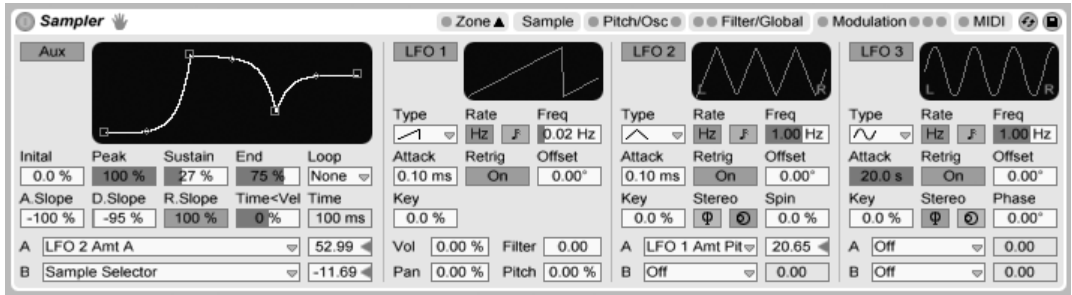 Sampler Zone Sample Pitch/Osc Filter/Global Modulation MIDI
Aux
Inital Peak Sustain End Loop
0.0 % 100 % 27 % 75 % None
A.Slope D.Slope R.Slope Time<Vel Time
-100 % -95 % 100 % 0 % 100 ms
A LFO 2 Amt A 52.99
B Sample Selector -11.69
LFO 1
Type Rate Freq
Hz 0.02 Hz
Attack Retrig Offset
0.10 ms On 0.00°
Key
0.0 %
Vol 0.00 % Filter 0.00
Pan 0.00 % Pitch 0.00 %
LFO 2
L R
Type Rate Freq
Hz 1.00 Hz
Attack Retrig Offset
0.10 ms On 0.00°
Key Stereo Spin
0.0 % 0.0 %
A LFO 1 Amt Pit 20.65
B Off 0.00
LFO 3
L R
Type Rate Freq
Hz 1.00 Hz
Attack Retrig Offset
20.0 s On 0.00°
Key Stereo Phase
0.0 % 0.00°
A Off 0.00
B Off 0.00